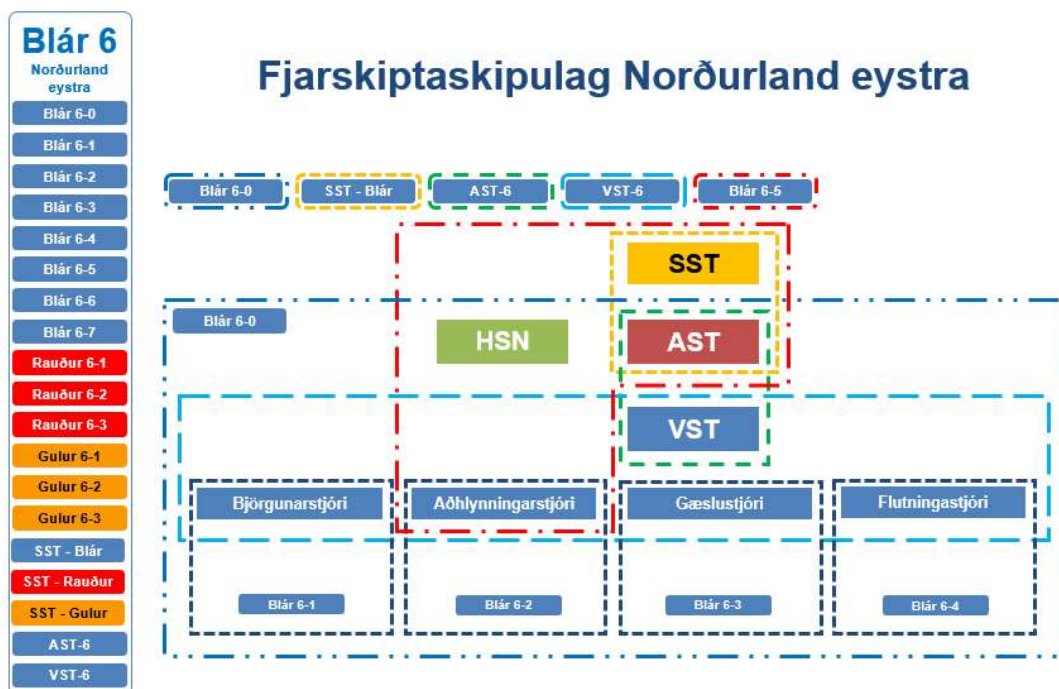 Blár 6
Norðurland
eystra
Blár 6-0
Blár 6-1
Blár 6-2
Blár 6-3
Blár 6-4
Blár 6-5
Blár 6-6
Blár 6-7
Rauður 6-1
Rauður 6-2
Rauður 6-3
Gulur 6-1
Gulur 6-2
Gulur 6-3
SST - Blár
SST - Rauður
SST - Gulur
AST-6
VST-6
Fjarskiptaskipulag Norðurland eystra
Blár 6-0 SST - Blár AST-6 VST-6 Blár 6-5
SST
Blár 6-0
HSN AST
VST
Björgunarstjóri Aðhlynningarstjóri Gæslustjóri Flutningastjóri
Blár 6-1 Blár 6-2 Blár 6-3 Blár 6-4